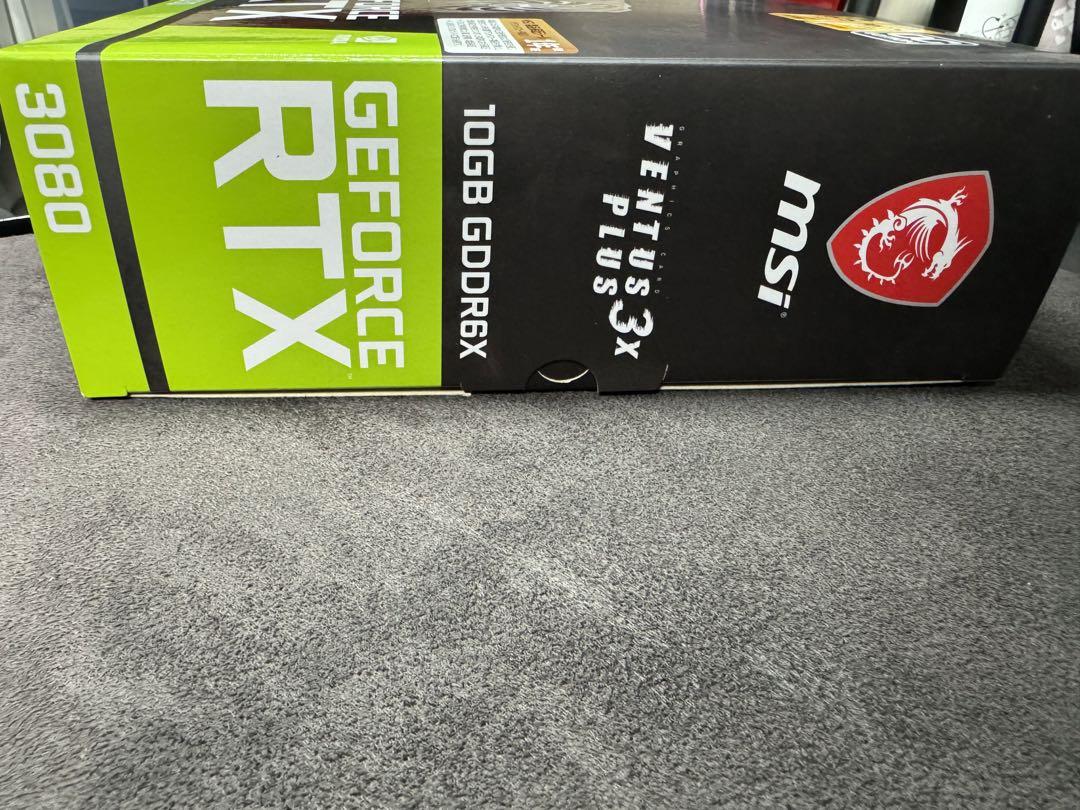 msi
GRAPHICS CARD
VENTUS 3X
PLUS
10GB GDDR6X
GEFORCE
RTX
3080